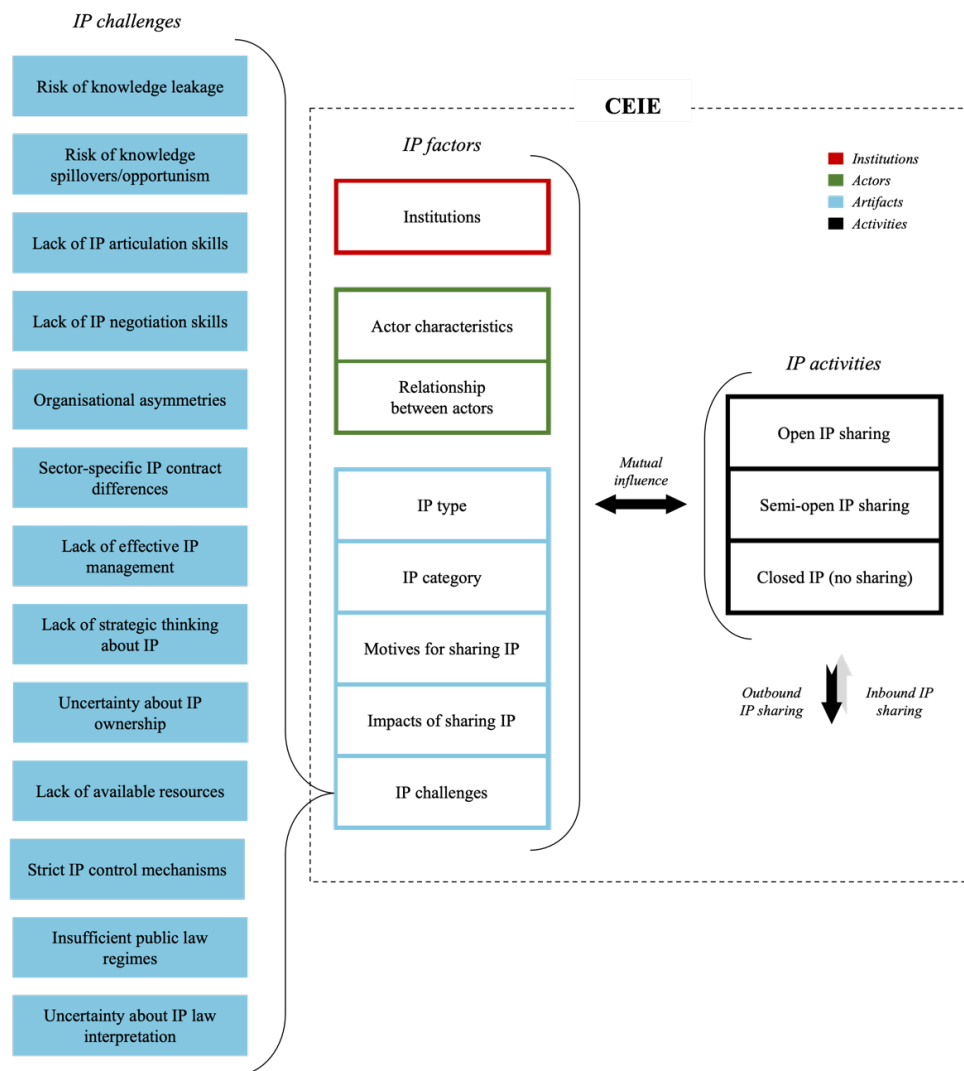 IP challenges
Risk of knowledge leakage
Risk of knowledge
spillovers/opportunism
Lack of IP articulation skills
Lack of IP negotiation skills
Organisational asymmetries
Sector-specific IP contract
differences
Lack of effective IP
management
Lack of strategic thinking
about IP
Uncertainty about IP
ownership
Lack of available resources
Strict IP control mechanisms
Insufficient public law
regimes
Uncertainty about IP law
interpretation
CEIE
IP factors
Institutions
Actor characteristics
Relationship
between actors
IP type
IP category
Motives for sharing IP
Impacts of sharing IP
IP challenges
Mutual
influence
Institutions
Actors
Artifacts
Activities
IP activities
Open IP sharing
Semi-open IP sharing
Closed IP (no sharing)
Outbound
IP sharing
Inbound IP
sharing